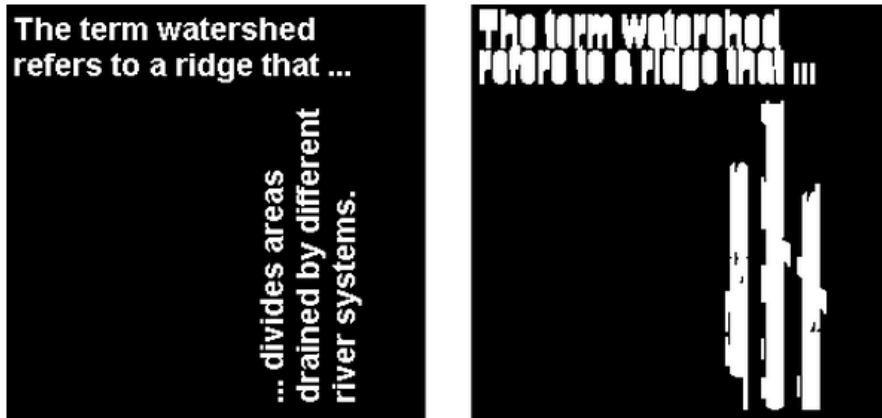 The term watershed
refers to a ridge that ...
... divides areas
drained by different
river systems.
The term watershed
refers to a ridge that ...